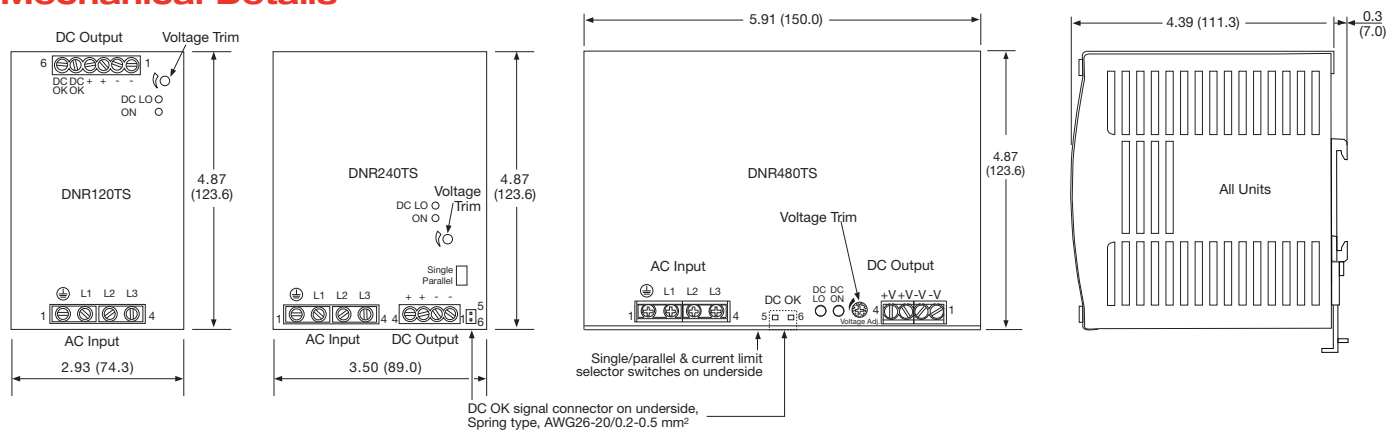 Mechanical Details
DC Output
Voltage Trim
6
1
DC DC + + - -
OK OK
DC LO
ON
DNR120TS
4.87
(123.6)
L1 L2 L3
1
4
AC Input
2.93 (74.3)
DNR240TS
4.87
(123.6)
Voltage
Trim
DC LO
ON
Single
Parallel
L1 L2 L3
+ + - -
5
1
4
4
1
6
AC Input
DC Output
3.50 (89.0)
5.91 (150.0)
DNR480TS
4.87
(123.6)
Voltage Trim
AC Input
DC Output
L1 L2 L3
DC OK
DC DC
LO ON
+V +V -V -V
1
4
5
6
4
1
Voltage Adj.
Single/parallel & current limit
selector switches on underside
DC OK signal connector on underside,
Spring type, AWG26-20/0.2-0.5 mm²
4.39 (111.3)
0.3
(7.0)
All Units